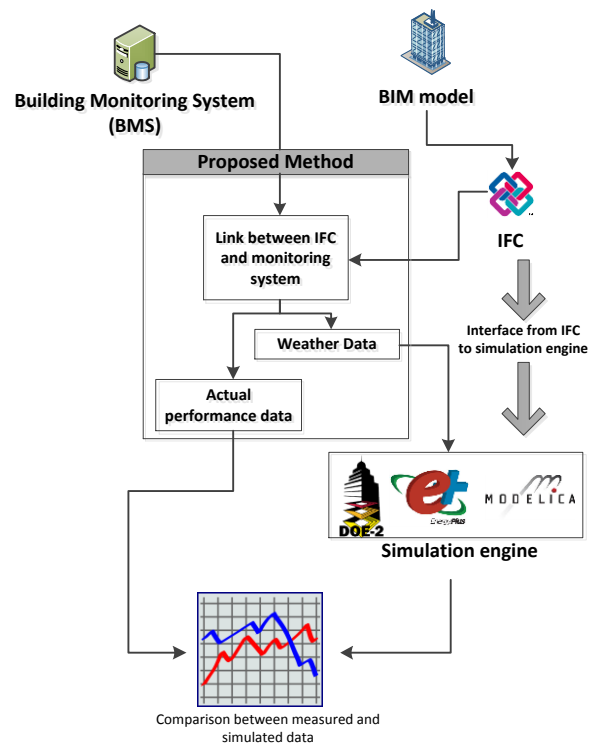 Building Monitoring System
(BMS)
BIM model
Proposed Method
Link between IFC
and monitoring
system
IFC
Weather Data
Interface from IFC
to simulation engine
Actual
performance data
DOE-2
e+
EnergyPlus
MODELICA
Simulation engine
Comparison between measured and
simulated data